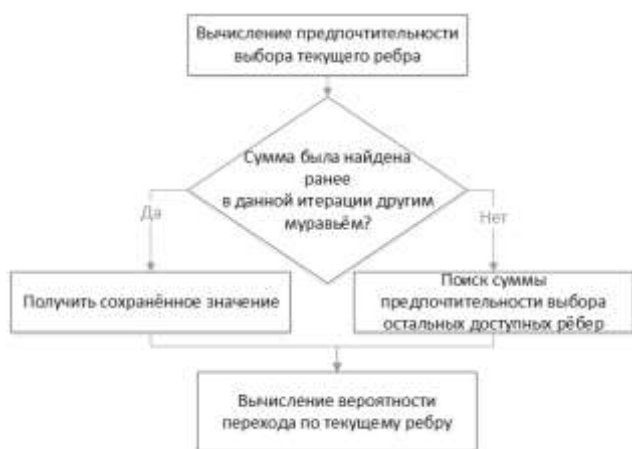 Вычисление предпочтительности
выбора текущего ребра
Сумма была найдена
ранее
в данной итерации другим
муравьём?
Да
Нет
Получить сохранённое значение
Поиск суммы
предпочтительности выбора
остальных доступных рёбер
Вычисление вероятности
перехода по текущему ребру